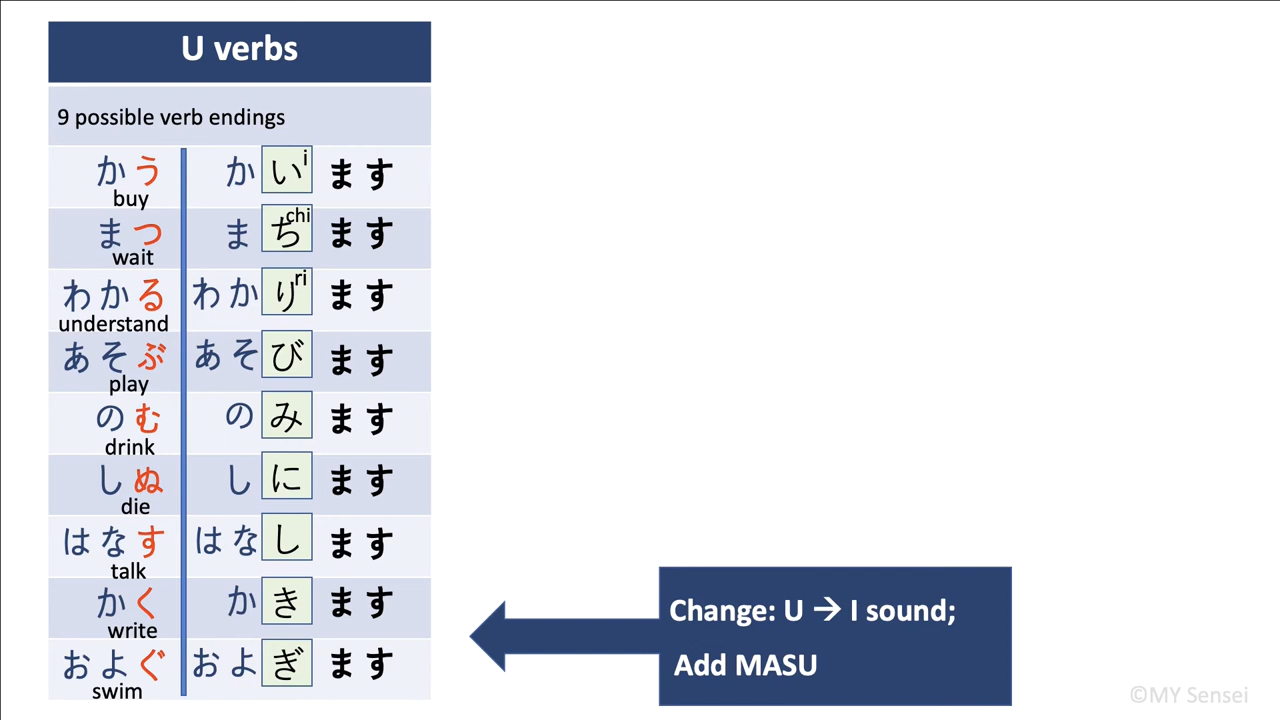 U verbs
9 possible verb endings
かう かいi ます
buy
まつ まちchi ます
wait
わかる わかりri ます
understand
あそぶ あそび ます
play
のむ のみ ます
drink
しぬ しに ます
die
はなす はなし ます
talk
かく かき ます
write
およぐ およぎ ます
swim
Change: U → I sound;
Add MASU
©MY Sensei